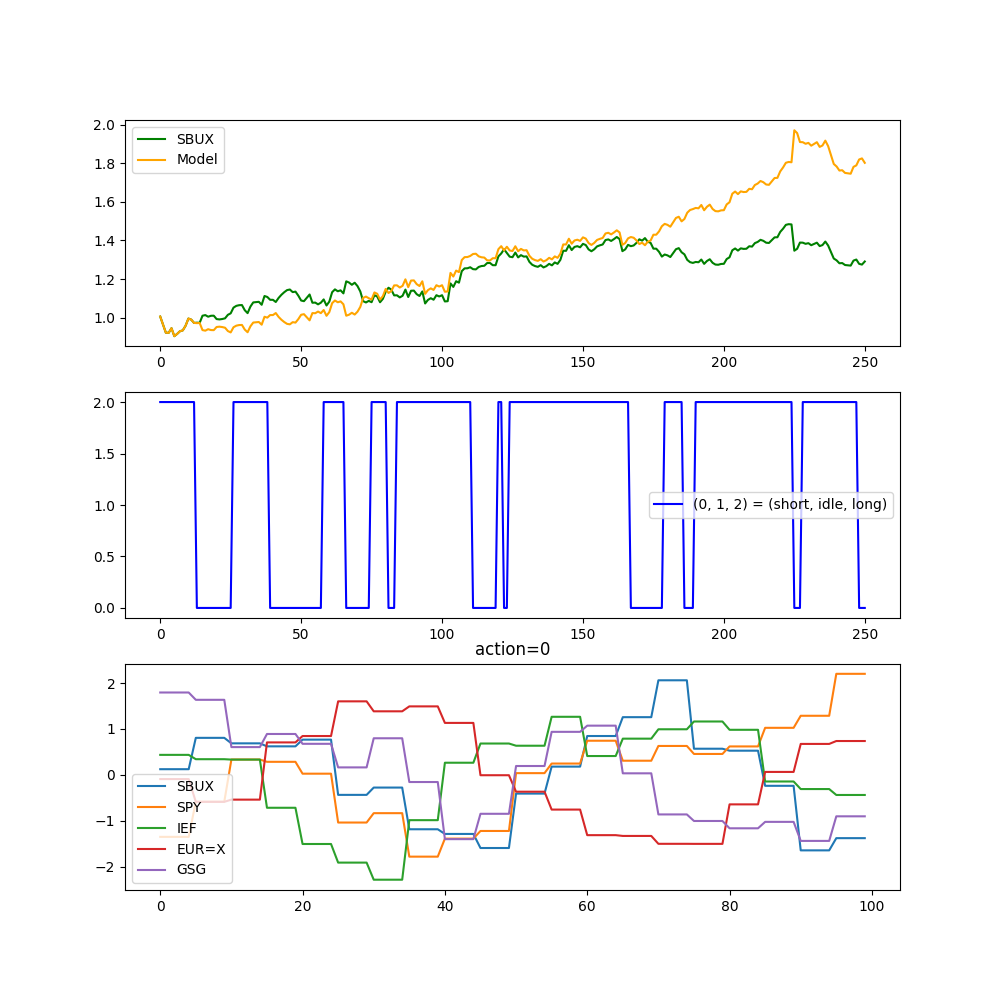 2.0
1.8
1.6
1.4
1.2
1.0
SBUX
Model
0 50 100 150 200 250
2.0
1.5
1.0
0.5
0.0
(0, 1, 2) = (short, idle, long)
0 50 100 150 200 250
action=0
2
1
0
−1
−2
SBUX
SPY
IEF
EUR=X
GSG
0 20 40 60 80 100